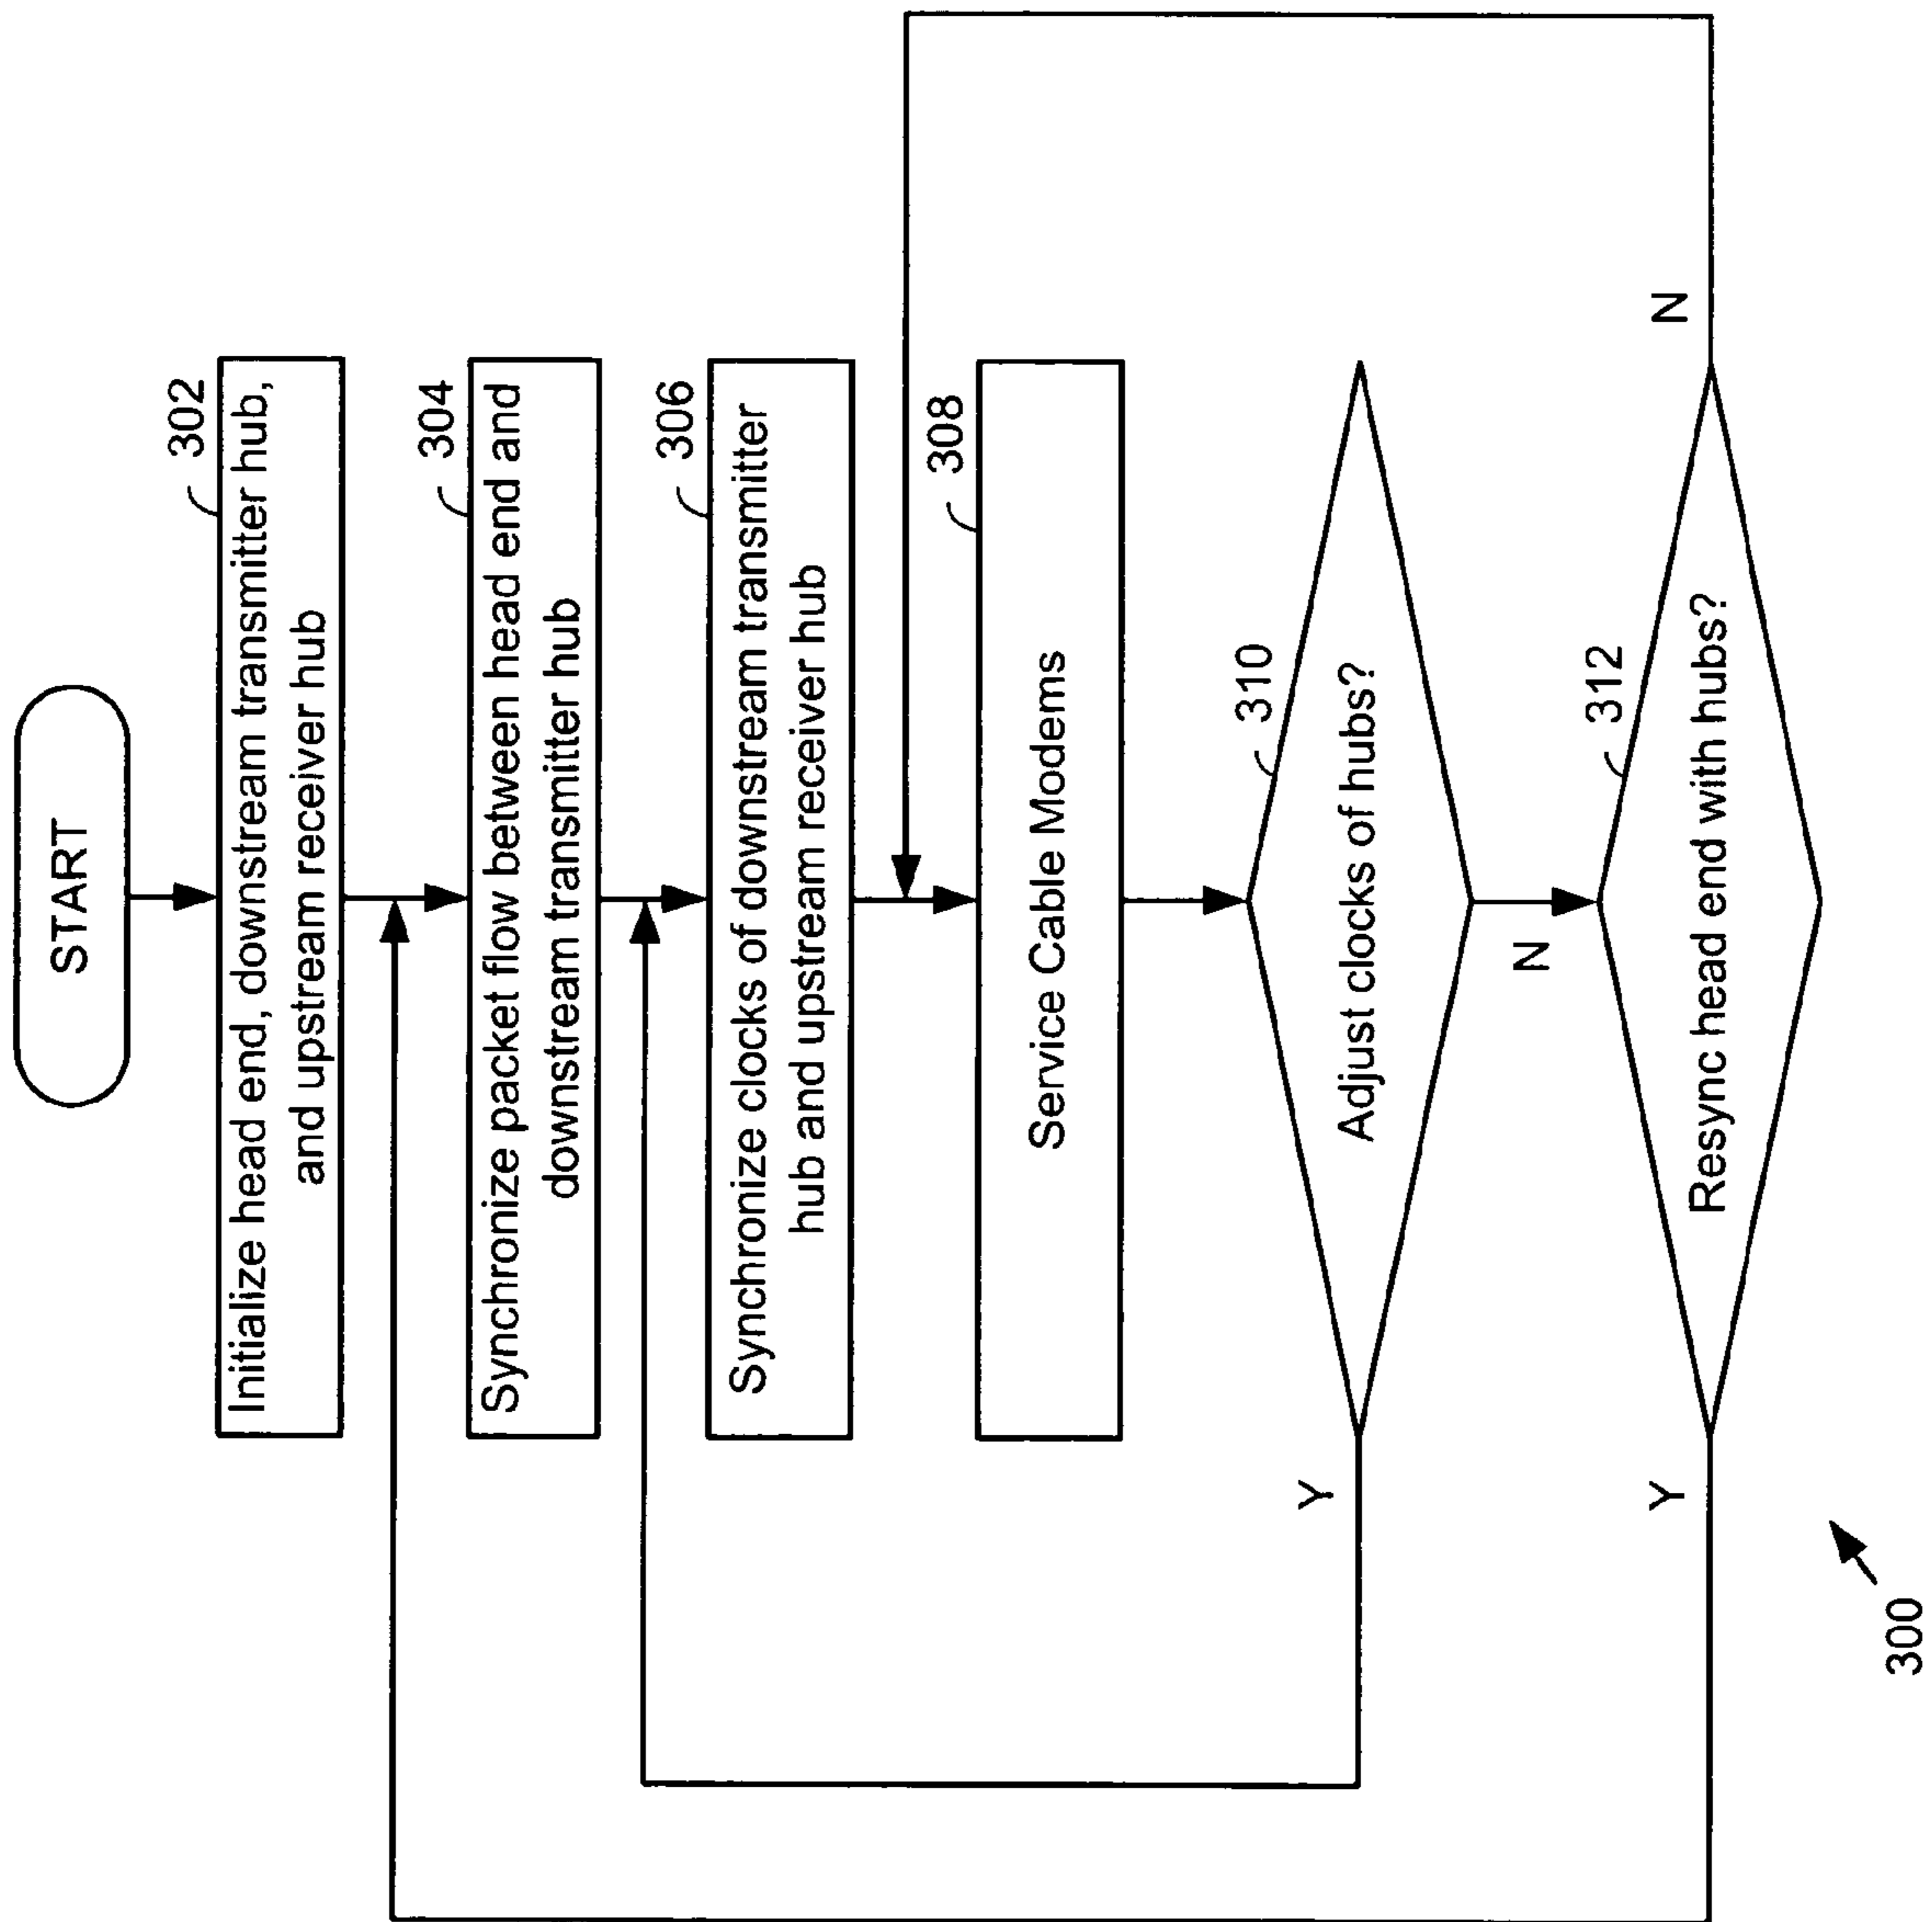 START
302
Initialize head end, downstream transmitter hub,
and upstream receiver hub
304
Synchronize packet flow between head end and
downstream transmitter hub
306
Synchronize clocks of downstream transmitter
hub and upstream receiver hub
308
Service Cable Modems
310
Adjust clocks of hubs?
Y
N
312
Resync head end with hubs?
Y
N
300